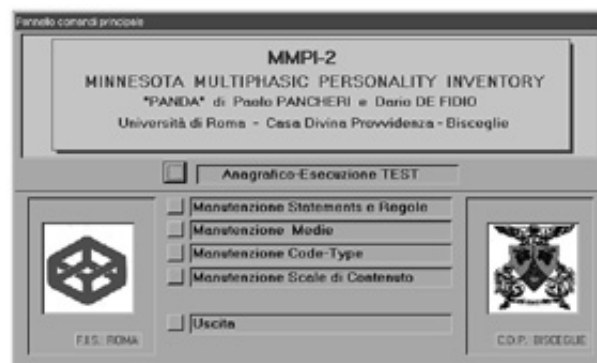 Pannello comandi principale
MMPI-2
MINNESOTA MULTIPHASIC PERSONALITY INVENTORY
"PANDA" di Paolo PANCHERI e Dario DE FIDIO
Università di Roma - Casa Divina Provvidenza - Bisceglie
Anagrafico-Esecuzione TEST
Manutenzione Statements e Regole
Manutenzione Medie
Manutenzione Code-Type
Manutenzione Scale di Contenuto
Uscita
F.I.S. ROMA
C.D.P. BISCEGLIE